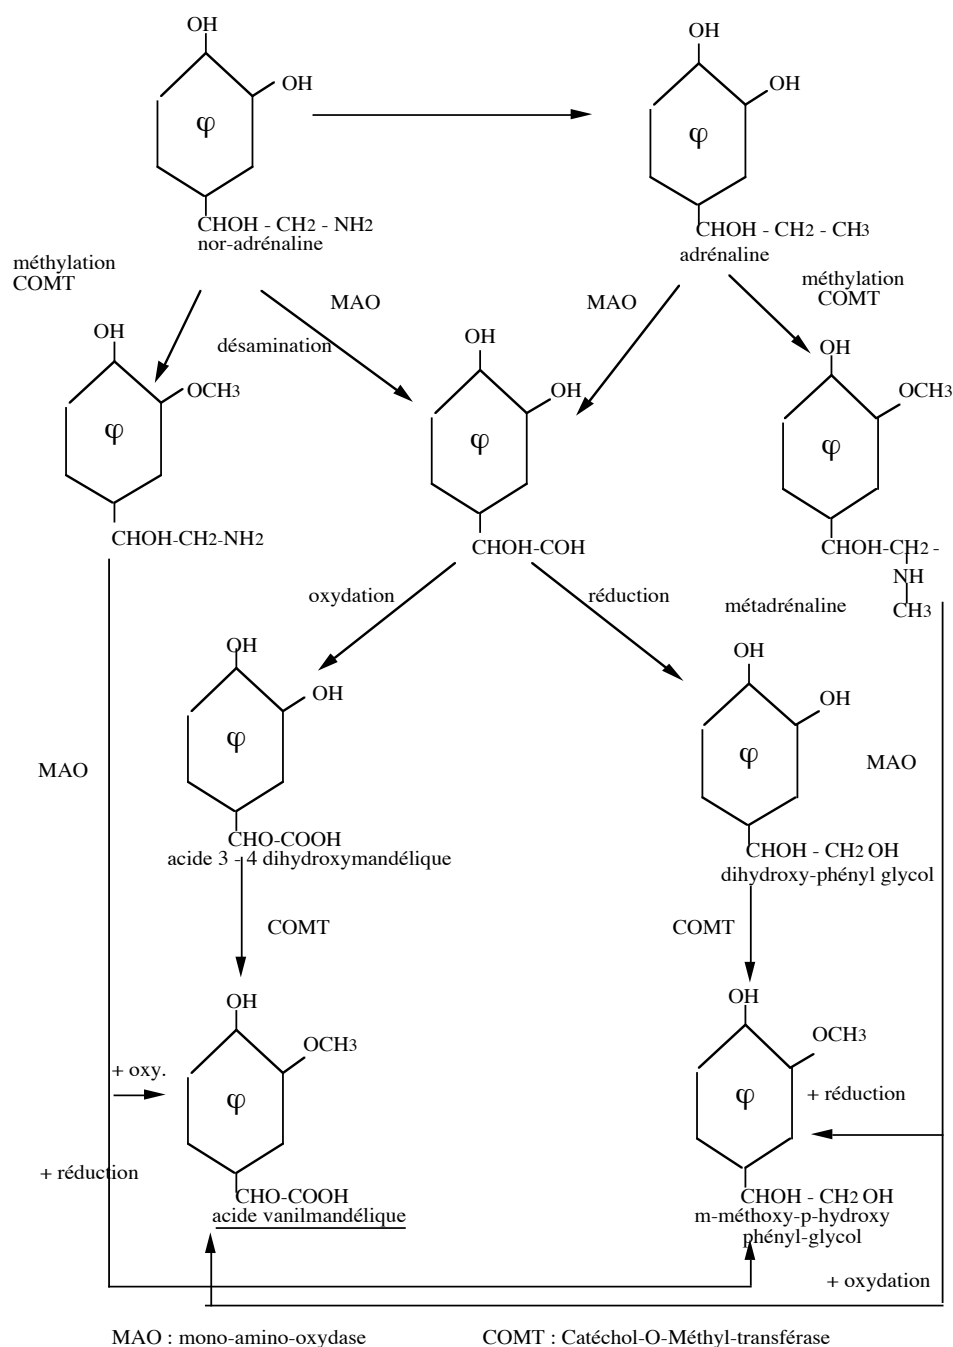 OH
OH
φ
CHOH - CH2 - NH2
nor-adrénaline
OH
OH
φ
CHOH - CH2 - CH3
adrénaline
méthylation
COMT
MAO
désamination
MAO
méthylation
COMT
OH
OCH3
φ
CHOH-CH2-NH2
OH
OH
φ
CHOH-COH
OH
OCH3
φ
CHOH-CH2 -
NH
CH3
métadrénaline
oxydation
réduction
OH
OH
φ
CHO-COOH
acide 3 - 4 dihydroxymandélique
OH
OH
φ
CHOH - CH2 OH
dihydroxy-phényl glycol
MAO
MAO
COMT
COMT
OH
OCH3
φ
CHO-COOH
acide vanilmandélique
+ oxy.
+ réduction
OH
OCH3
φ
+ réduction
CHOH - CH2 OH
m-méthoxy-p-hydroxy
phényl-glycol
+ oxydation
MAO : mono-amino-oxydase
COMT : Catéchol-O-Méthyl-transférase